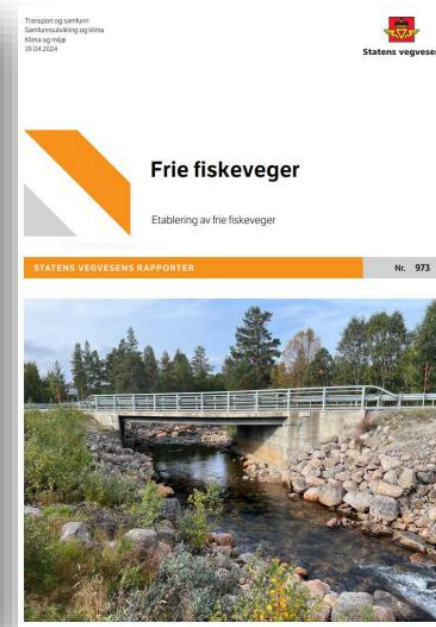 Transport og samfunn
Samfunnsutvikling og klima
Klima og miljø
19.04.2024
Statens vegvesen
Frie fiskeveger
Etablering av frie fiskeveger
STATENS VEGVESENS RAPPORTER
Nr. 973